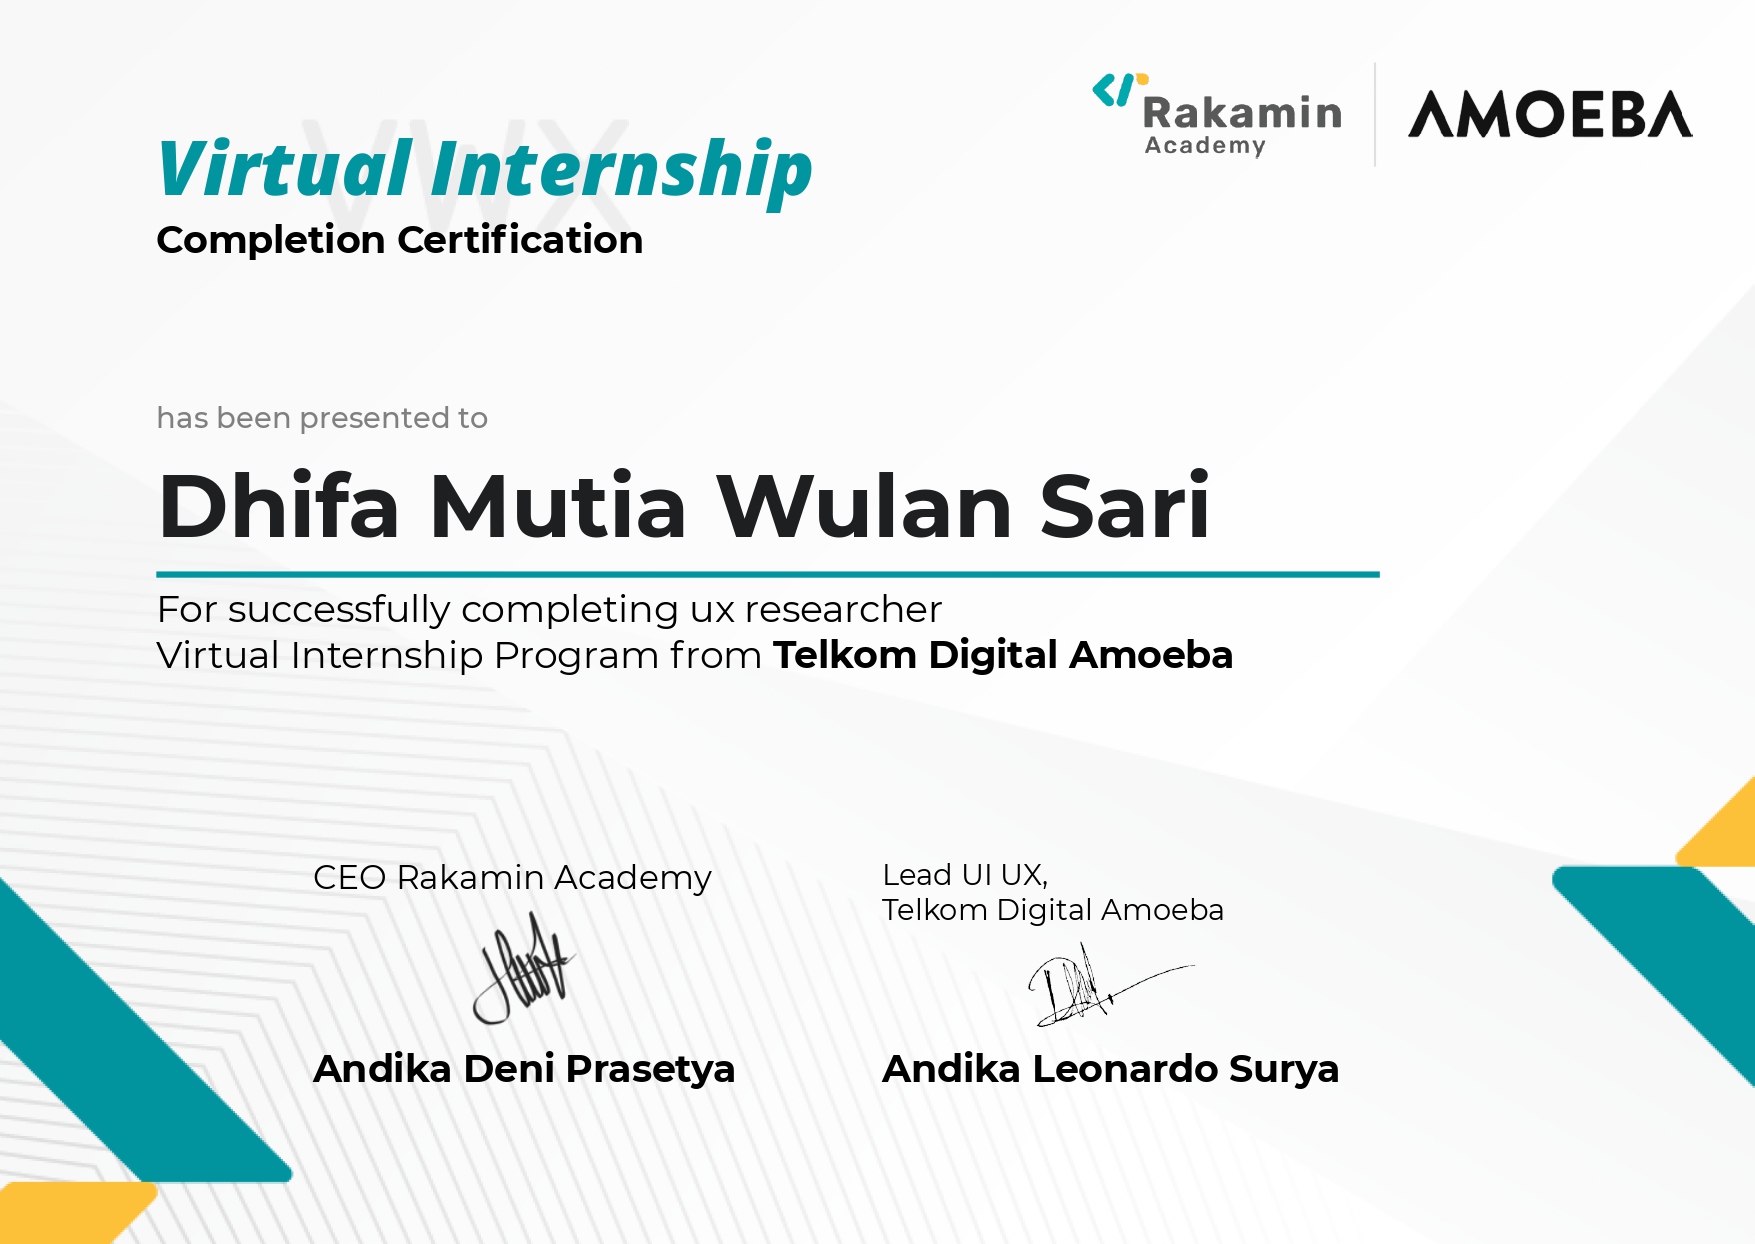 Rakamin
Academy
AMOEBA
VWX
Virtual Internship
Completion Certification
has been presented to
Dhifa Mutia Wulan Sari
For successfully completing ux researcher
Virtual Internship Program from Telkom Digital Amoeba
CEO Rakamin Academy
Andika Deni Prasetya
Lead UI UX,
Telkom Digital Amoeba
Andika Leonardo Surya